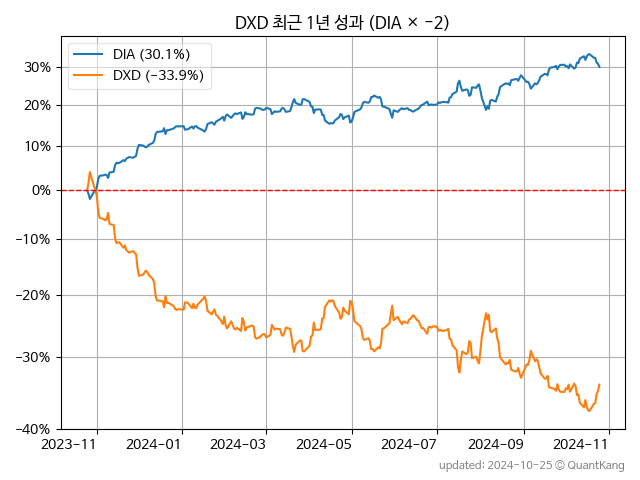 DXD 최근 1년 성과 (DIA × −2)
DIA (30.1%)
DXD (−33.9%)
30%
20%
10%
0%
−10%
−20%
−30%
−40%
2023−11 2024−01 2024−03 2024−05 2024−07 2024−09 2024−11
updated: 2024-10-25 © QuantKang